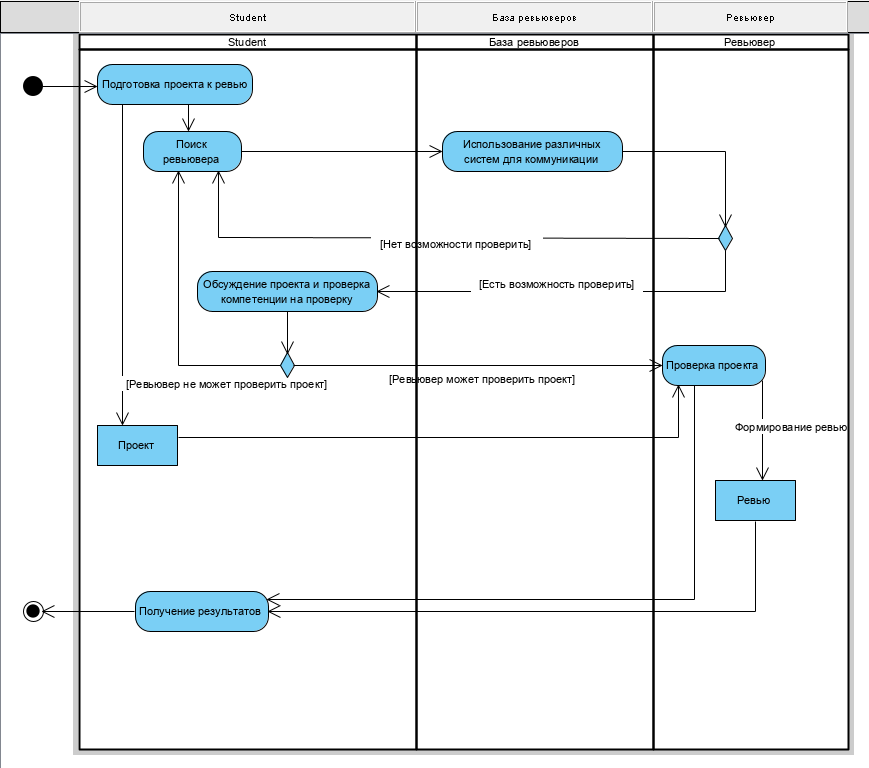 Student
База ревьюверов
Ревьювер
Student
База ревьюверов
Ревьювер
Подготовка проекта к ревью
Поиск
ревьювера
Использование различных
систем для коммуникации
[Нет возможности проверить]
Обсуждение проекта и проверка
компетенции на проверку
[Есть возможность проверить]
Проверка проекта
[Ревьювер не может проверить проект]
[Ревьювер может проверить проект]
Формирование ревью
Проект
Ревью
Получение результатов